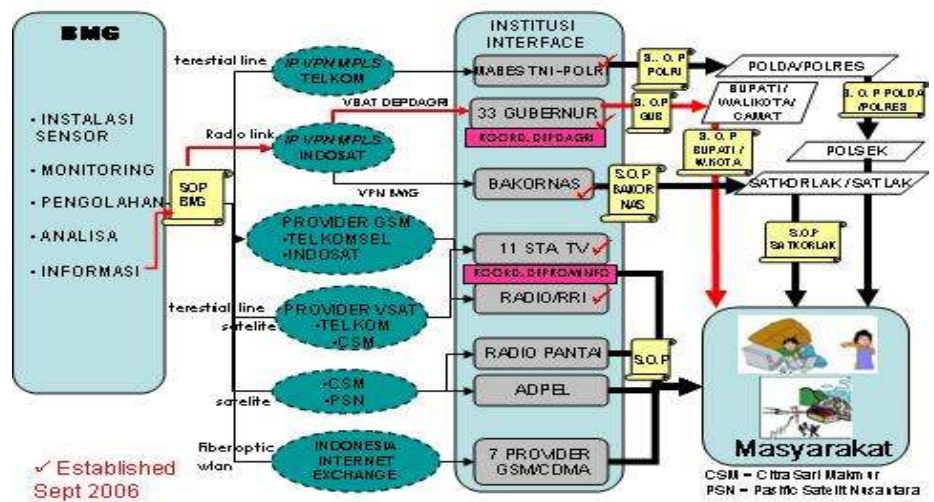 BMG
• INSTALASI
SENSOR
• MONITORING
• PENGOLAHAN
• ANALISA
• INFORMASI
✓ Established
Sept 2006
SOP
BMG
terestrial line
Radio link
terestrial line
satelite
satelite
Fiberoptic
wlan
IP VPN MPLS
TELKOM
IP VPN MPLS
INDOSAT
VSAT DEPDAGRI
VPN BMG
PROVIDER GSM
•TELKOMSEL
•INDOSAT
PROVIDER VSAT
•TELKOM
•CSM
•CSM
•PSN
INDONESIA
INTERNET
EXCHANGE
INSTITUSI
INTERFACE
MABES TNI-POLRI
33 GUBERNUR
KOORD. DEPDAGRI
BAKORNAS
11 STA TV
KOORD. DEPKOMINFO
RADIO/RRI
RADIO PANTAI
ADPEL
7 PROVIDER
GSM/CDMA
S. O. P
POLRI
S. O. P
GUB
S. O. P
BAKOR
NAS
S.O.P
POLDA/POLRES
BUPATI/
WALIKOTA/
CAMAT
S. O. P
BUPATI /
W.KOTA
S. O. P POLDA
/POLRES
POLSEK
SATKORLAK/SATLAK
S.O.P
SATKORLAK
Masyarakat
CSM = Citra Sari Makmur
PSN = Pasific Satelit Nusantara